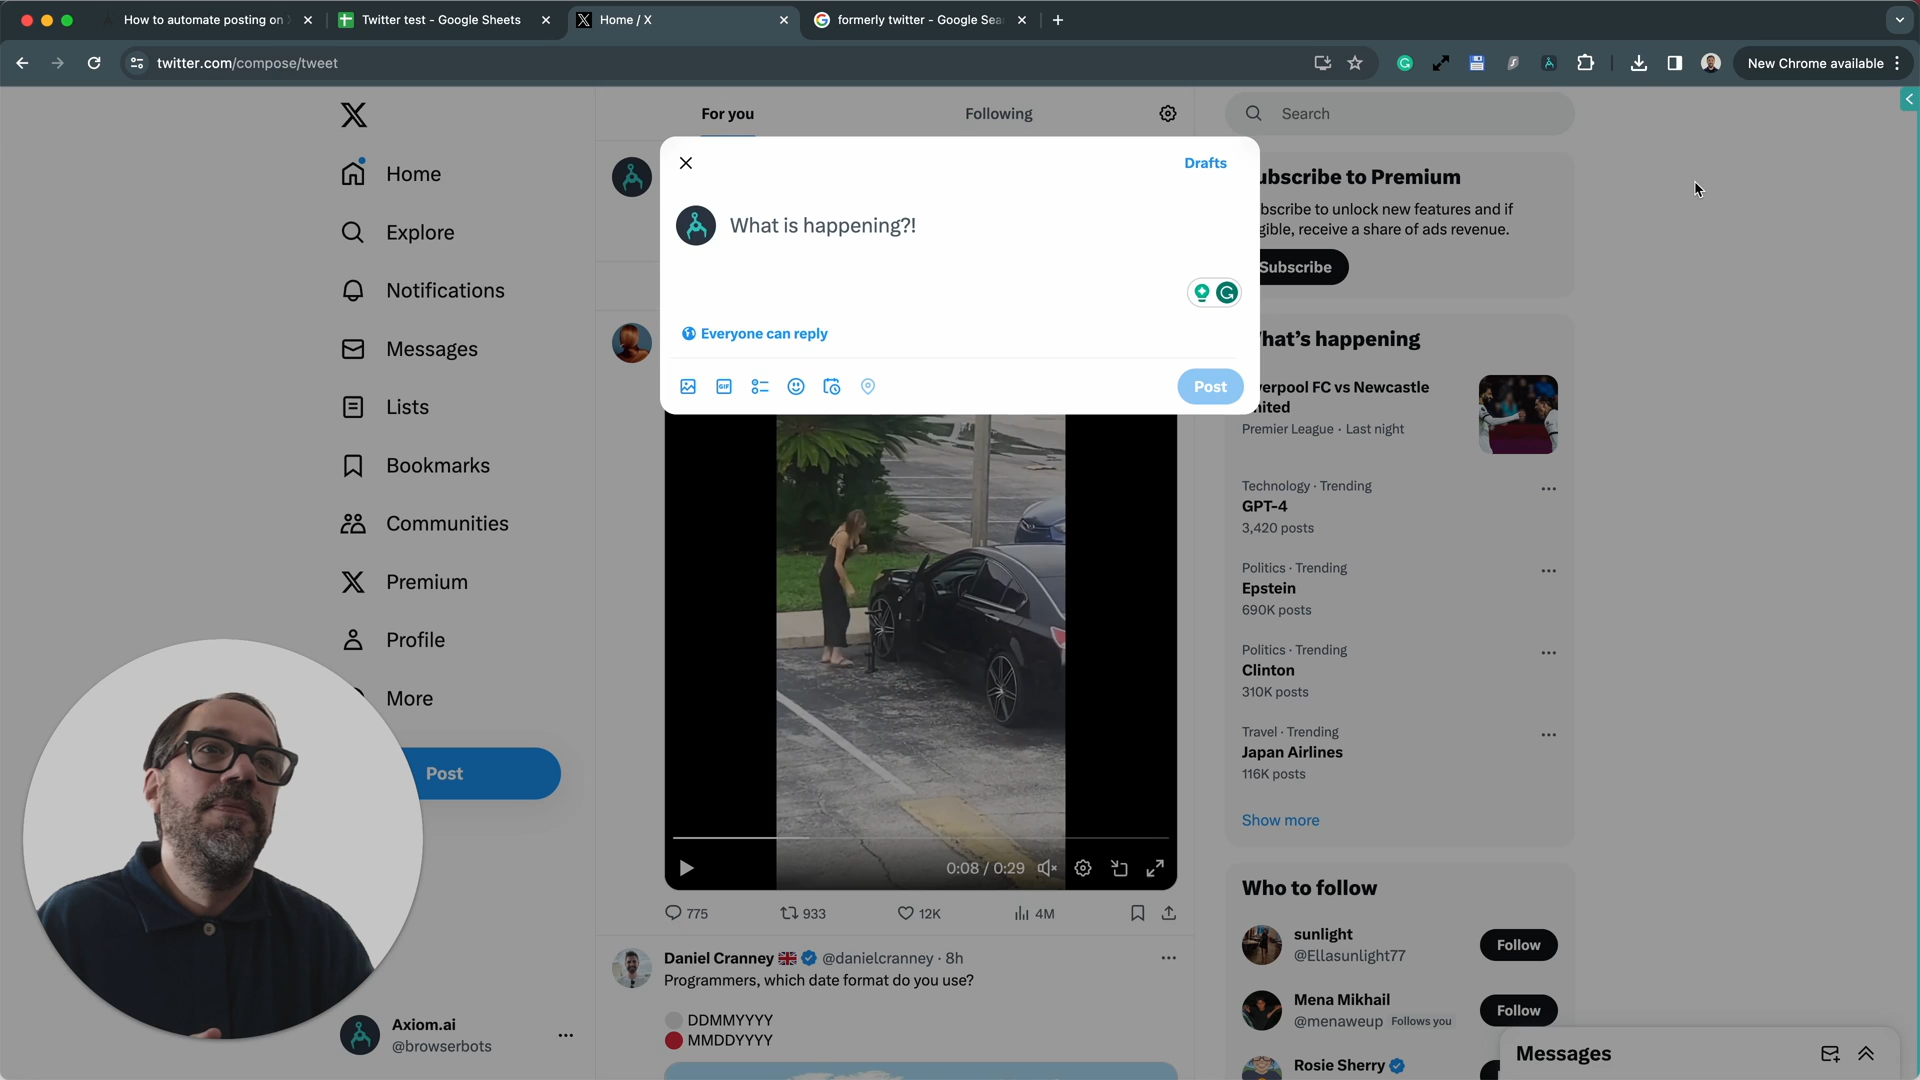 How to automate posting on
Twitter test - Google Sheets
Home / X
formerly twitter - Google Sea
twitter.com/compose/tweet
New Chrome available
Home
Explore
Notifications
Messages
Lists
Bookmarks
Communities
Premium
Profile
More
Post
Axiom.ai
@browserbots
For you
Following
Drafts
What is happening?!
Everyone can reply
GIF
Post
0:08 / 0:29
775
933
12K
4M
Daniel Cranney @danielcranney · 8h
Programmers, which date format do you use?
DDMMYYYY
MMDDYYYY
Search
ubscribe to Premium
bscribe to unlock new features and if
gible, receive a share of ads revenue.
Subscribe
hat's happening
verpool FC vs Newcastle
nited
Premier League · Last night
Technology · Trending
GPT-4
3,420 posts
Politics · Trending
Epstein
690K posts
Politics · Trending
Clinton
310K posts
Travel · Trending
Japan Airlines
116K posts
Show more
Who to follow
sunlight
@Ellasunlight77
Follow
Mena Mikhail
@menaweup Follows you
Follow
Rosie Sherry
Messages